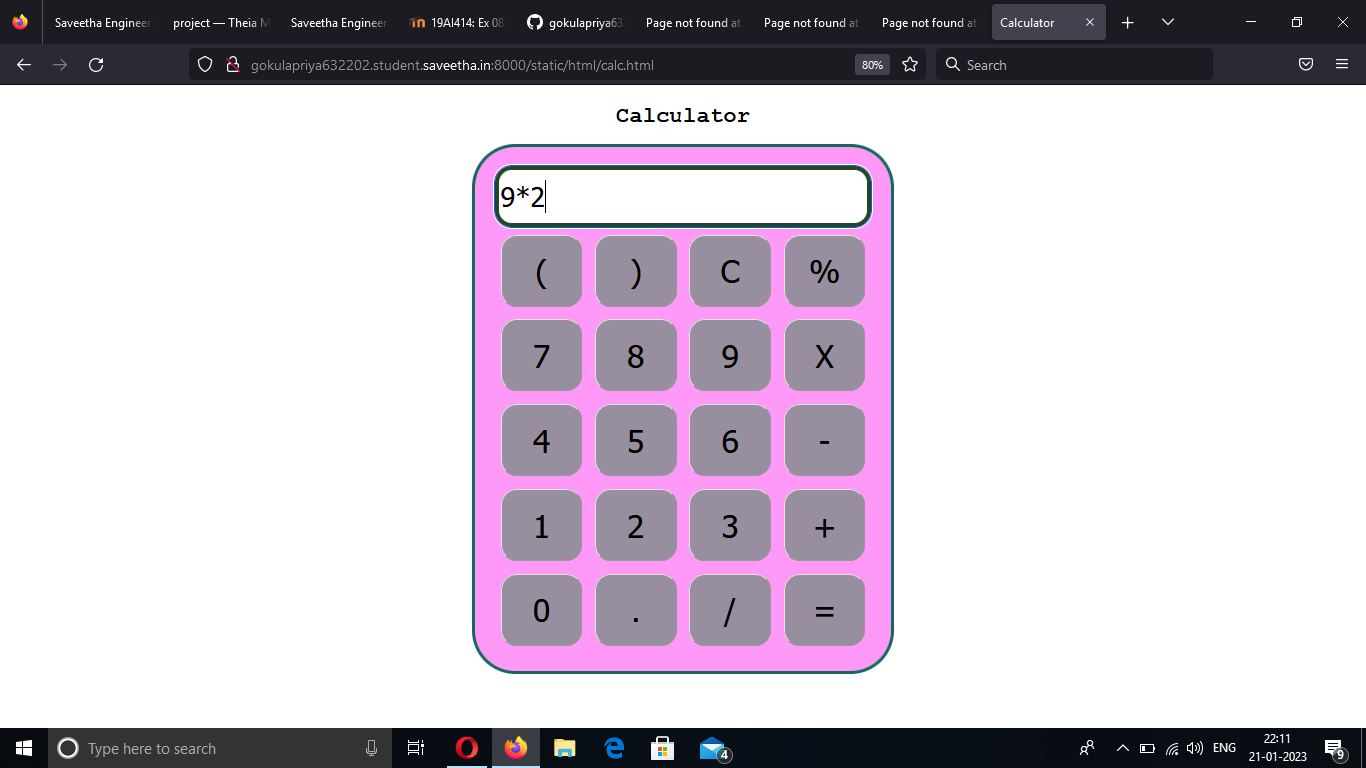 Saveetha Engineer
project — Theia M
Saveetha Engineer
19AI414: Ex 08
gokulapriya63
Page not found at
Page not found at
Page not found at
Calculator
gokulapriya632202.student.saveetha.in:8000/static/html/calc.html
80%
Search
Calculator
9*2
( ) C %
7 8 9 X
4 5 6 -
1 2 3 +
0 . / =
Type here to search
4
ENG
22:11
21-01-2023
9